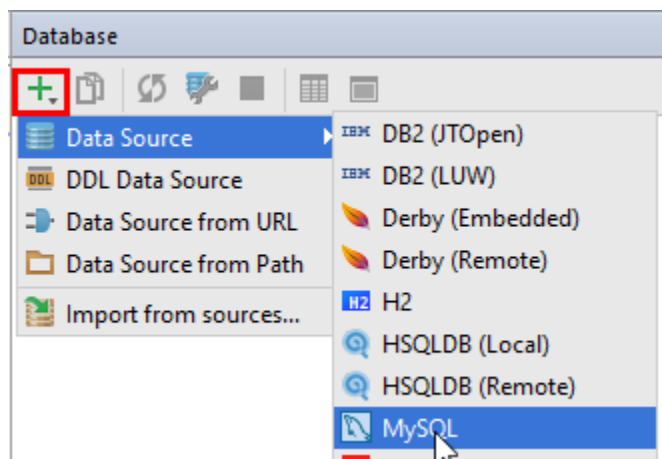 Database
Data Source
DDL DDL Data Source
Data Source from URL
Data Source from Path
Import from sources...
IBM DB2 (JTOpen)
IBM DB2 (LUW)
Derby (Embedded)
Derby (Remote)
H2 H2
HSQLDB (Local)
HSQLDB (Remote)
MySQL